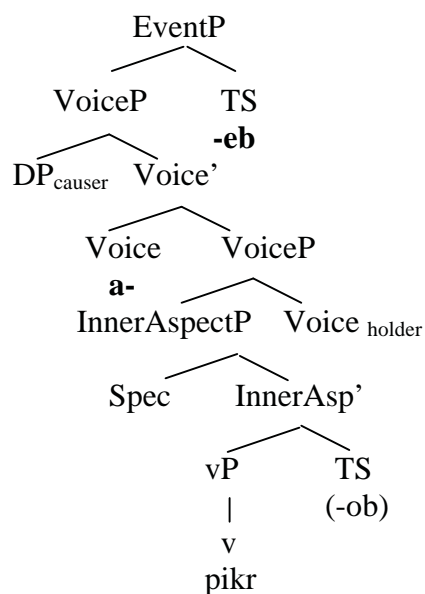 EventP
VoiceP TS
-eb
DPcauser Voice’
Voice VoiceP
a-
InnerAspectP Voice holder
Spec InnerAsp’
vP TS
(-ob)
v
pikr